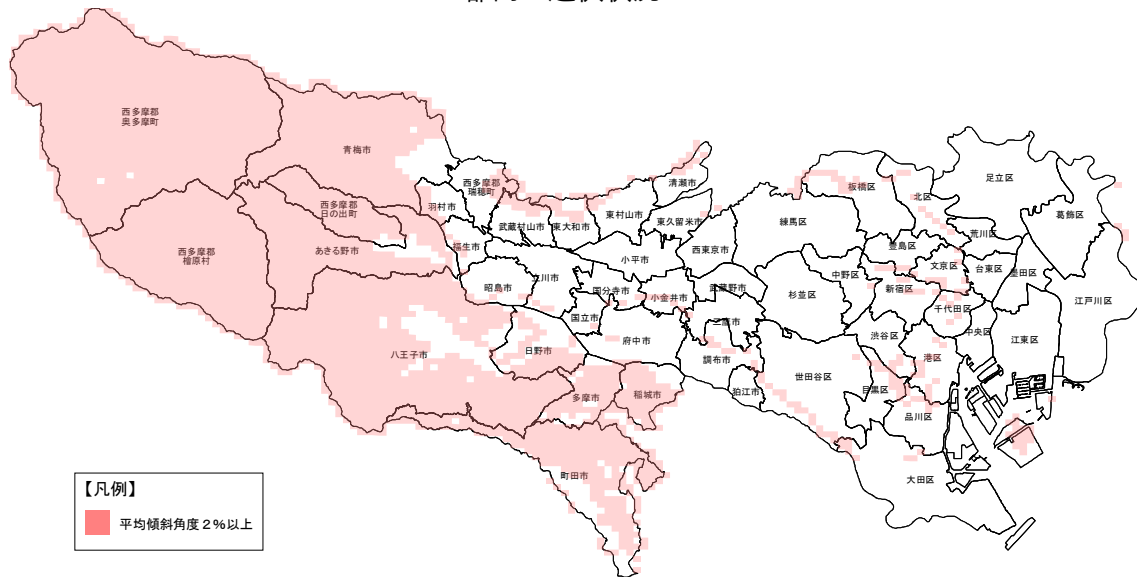 西多摩郡
奥多摩町
青梅市
西多摩郡
瑞穂町
清瀬市
板橋区
足立区
西多摩郡
日の出町
羽村市
武蔵村山市
東大和市
東村山市
東久留米市
練馬区
北区
葛飾区
西多摩郡
檜原村
あきる野市
福生市
小平市
西東京市
豊島区
荒川区
文京区
台東区
墨田区
昭島市
立川市
国分寺市
小金井市
武蔵野市
杉並区
中野区
新宿区
千代田区
江戸川区
国立市
府中市
三鷹市
渋谷区
中央区
江東区
八王子市
日野市
調布市
世田谷区
港区
多摩市
稲城市
狛江市
目黒区
品川区
町田市
大田区
【凡例】
平均傾斜角度2%以上